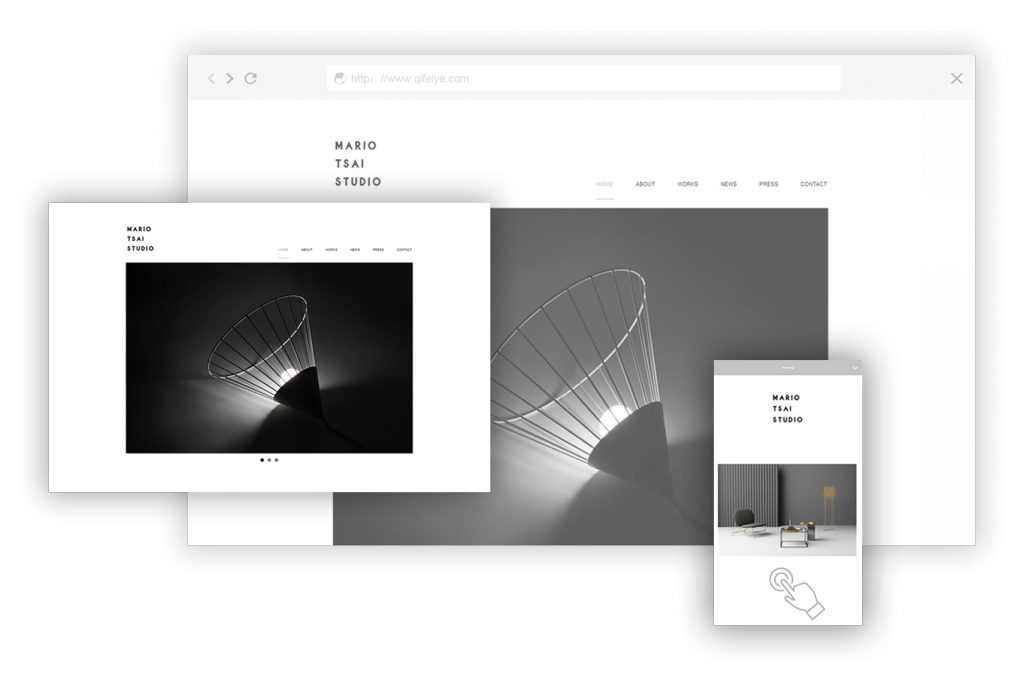 http: //www.qifeiye.com
MARIO
TSAI
STUDIO
HOME ABOUT WORKS NEWS PRESS CONTACT
MARIO
TSAI
STUDIO
HOME ABOUT WORKS NEWS PRESS CONTACT
Home
MARIO
TSAI
STUDIO